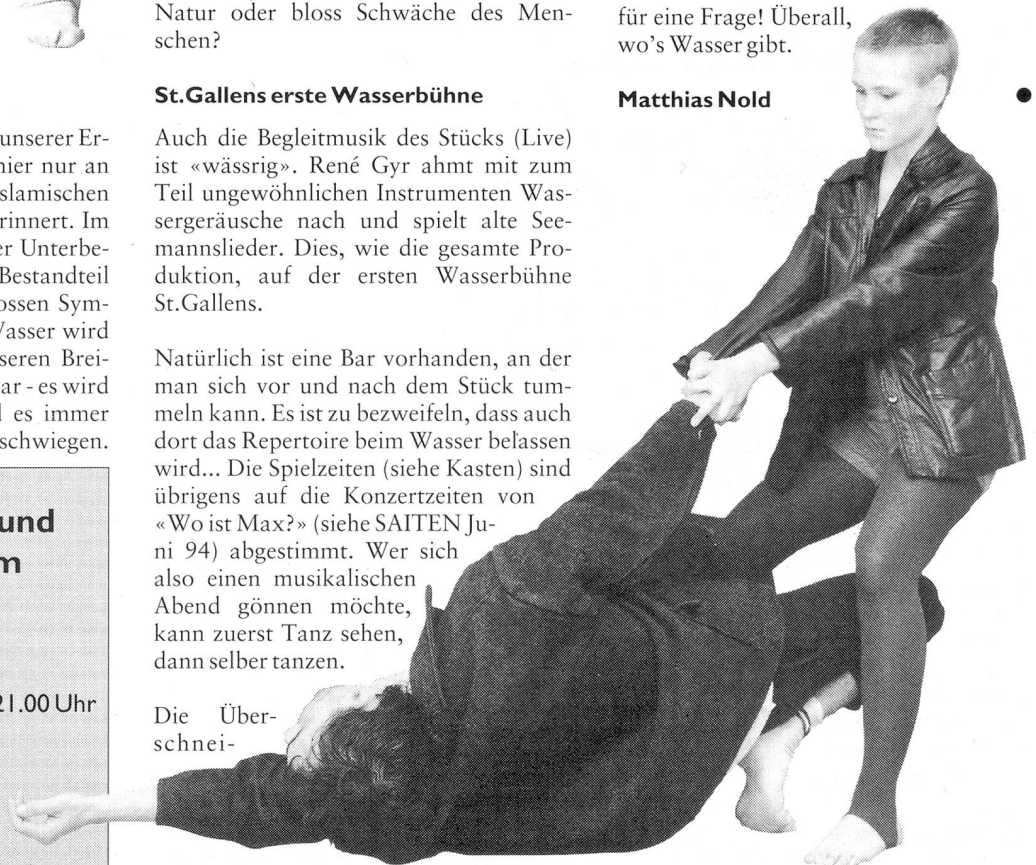 unserer Er-
hier nur an
slamischen
rinnert. Im
er Unterbe-
Bestandteil
ossen Sym-
Wasser wird
seren Brei-
ar - es wird
es immer
schwiegen.
und
m
21.00 Uhr
Natur oder bloss Schwäche des Men-
schen?
St.Gallens erste Wasserbühne
Auch die Begleitmusik des Stücks (Live)
ist «wässrig». René Gyr ahmt mit zum
Teil ungewöhnlichen Instrumenten Was-
sergeräusche nach und spielt alte See-
mannslieder. Dies, wie die gesamte Pro-
duktion, auf der ersten Wasserbühne
St.Gallens.
Natürlich ist eine Bar vorhanden, an der
man sich vor und nach dem Stück tum-
meln kann. Es ist zu bezweifeln, dass auch
dort das Repertoire beim Wasser belassen
wird... Die Spielzeiten (siehe Kasten) sind
übrigens auf die Konzertzeiten von
«Wo ist Max?» (siehe SAITEN Ju-
ni 94) abgestimmt. Wer sich
also einen musikalischen
Abend gönnen möchte,
kann zuerst Tanz sehen,
dann selber tanzen.
Die Über-
schnei-
für eine Frage! Überall,
wo's Wasser gibt.
Matthias Nold